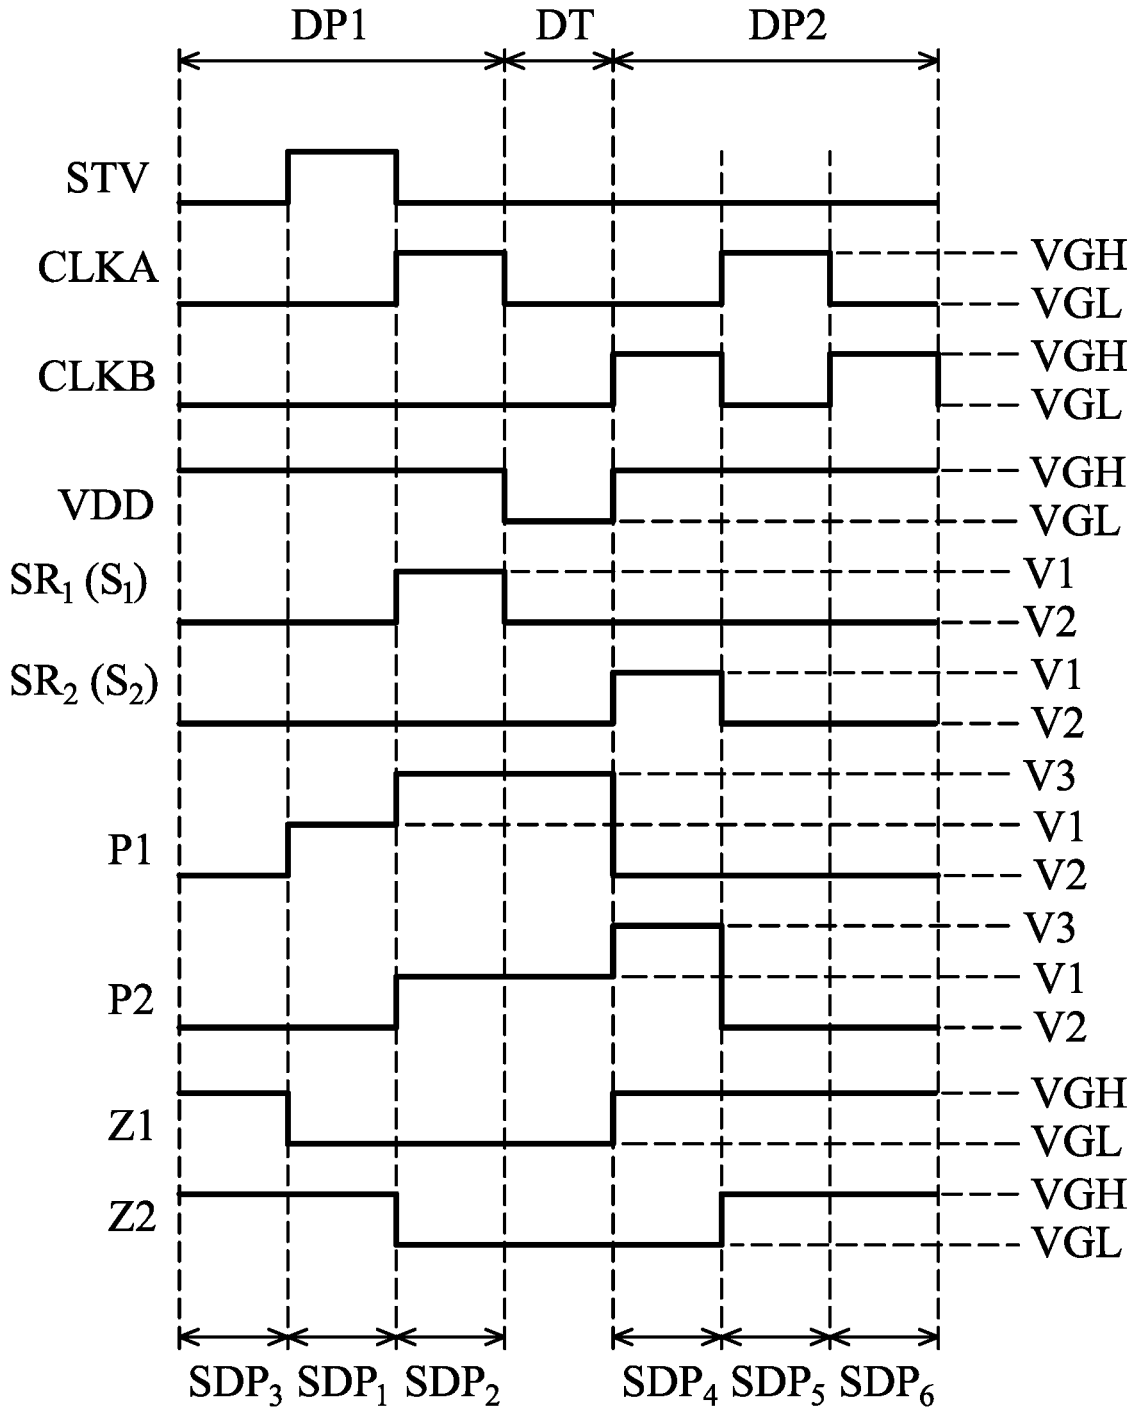 DP1 DT DP2
STV
CLKA VGH
VGL
CLKB VGH
VGL
VDD VGH
VGL
SR₁ (S₁) V1
V2
SR₂ (S₂) V1
V2
P1 V3
V1
V2
P2 V3
V1
V2
Z1 VGH
VGL
Z2 VGH
VGL
SDP₃ SDP₁ SDP₂ SDP₄ SDP₅ SDP₆